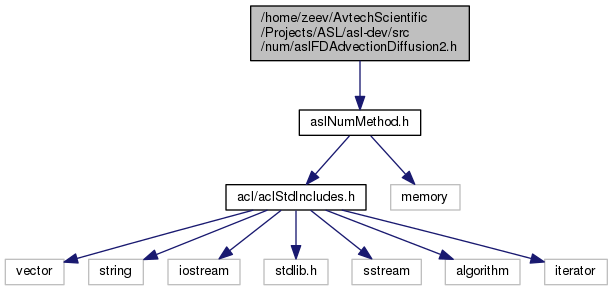 /home/zeev/AvtechScientific
/Projects/ASL/asl-dev/src
/num/aslFDAdvectionDiffusion2.h
aslNumMethod.h
acl/aclStdIncludes.h
memory
vector
string
iostream
stdlib.h
sstream
algorithm
iterator